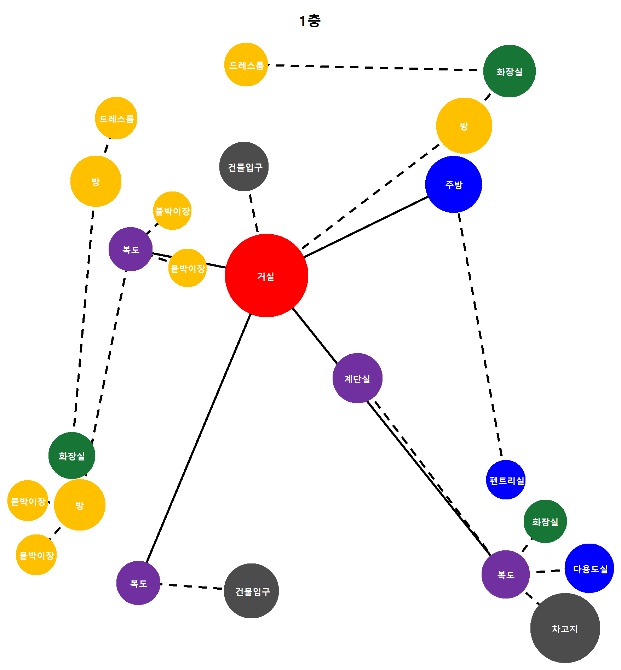 1층
드레스룸
화장실
드레스룸
방
건물입구
방
주방
붙박이장
복도
붙박이장
거실
계단실
화장실
붙박이장
방
펜트리실
화장실
붙박이장
복도
건물입구
복도
다용도실
차고지